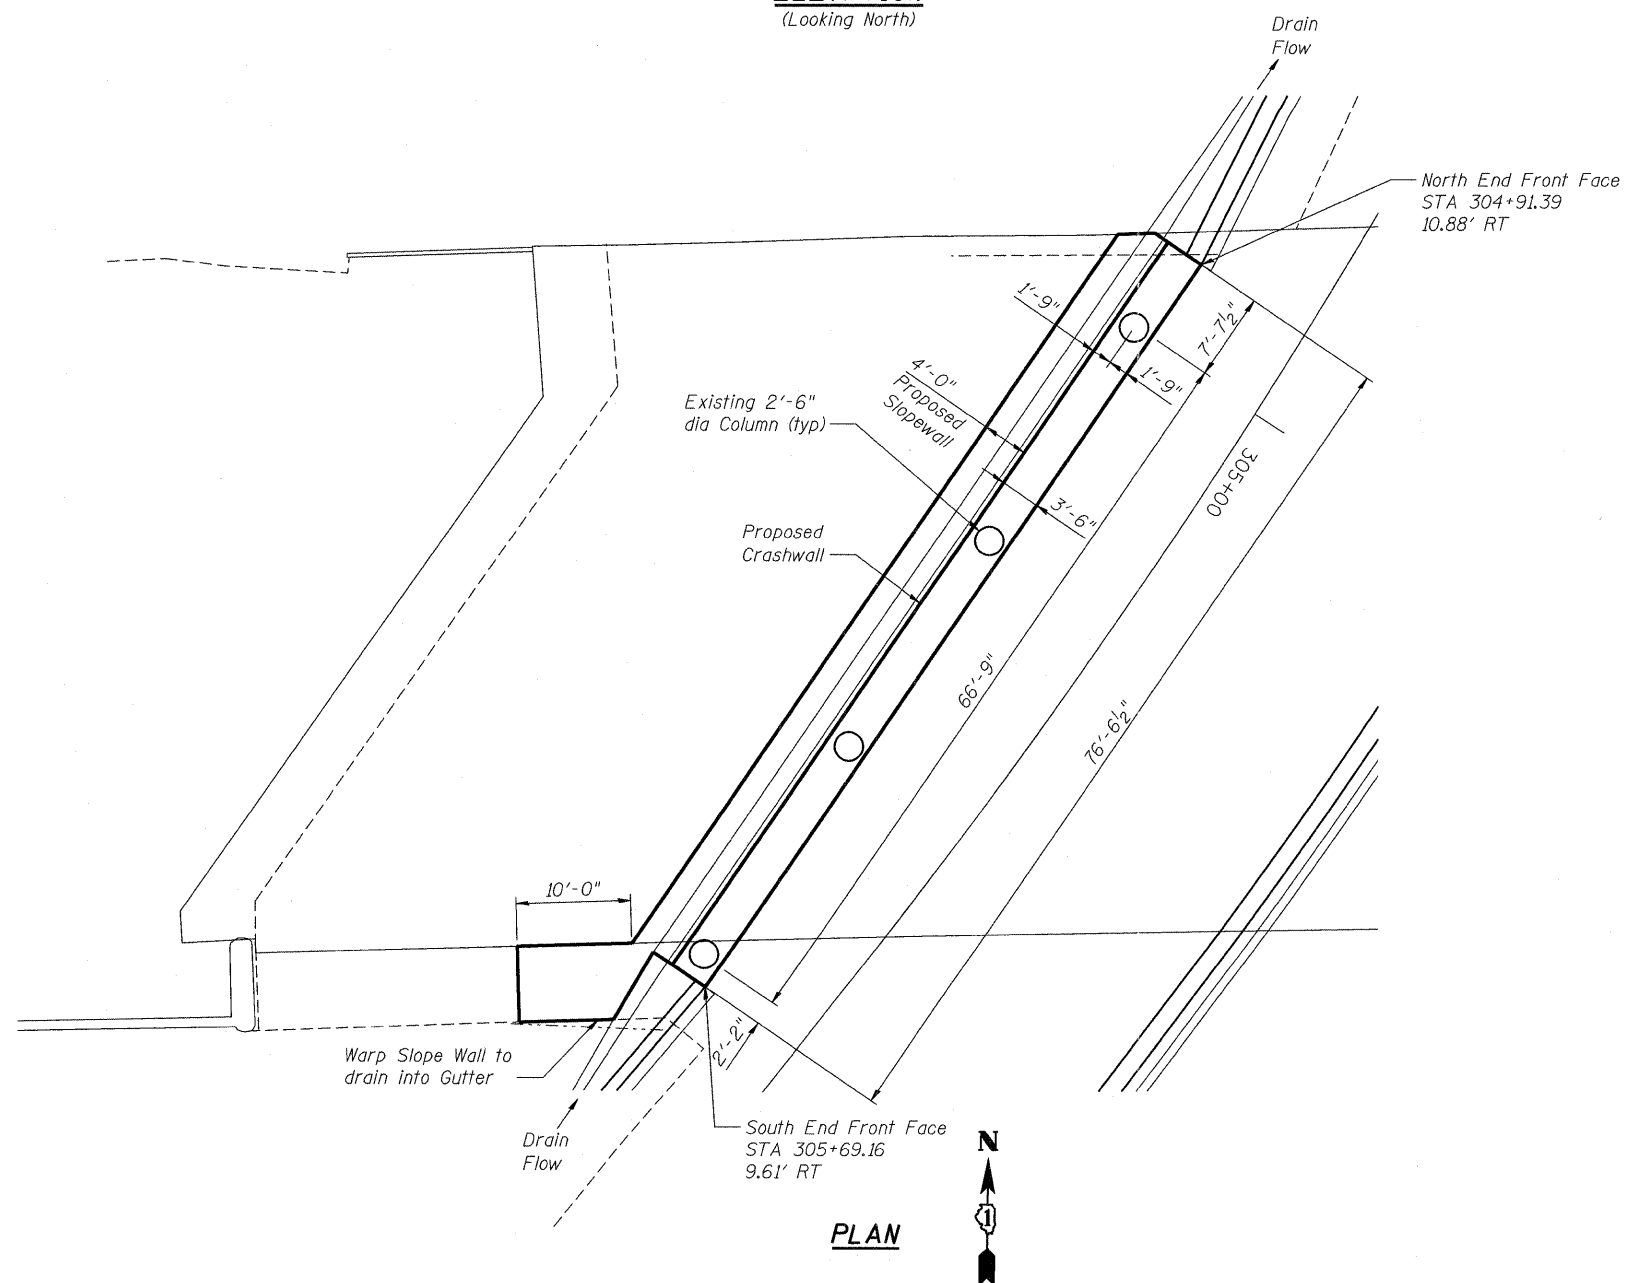 (Looking North)
Drain
Flow
North End Front Face
STA 304+91.39
10.88' RT
1'-9"
7'-7½"
1'-9"
4'-0"
Proposed
Slopewall
Existing 2'-6"
dia Column (typ)
305+00
3'-6"
Proposed
Crashwall
66'-9"
76'-6½"
10'-0"
2'-2"
Warp Slope Wall to
drain into Gutter
Drain
Flow
South End Front Face
STA 305+69.16
9.61' RT
N
1
PLAN